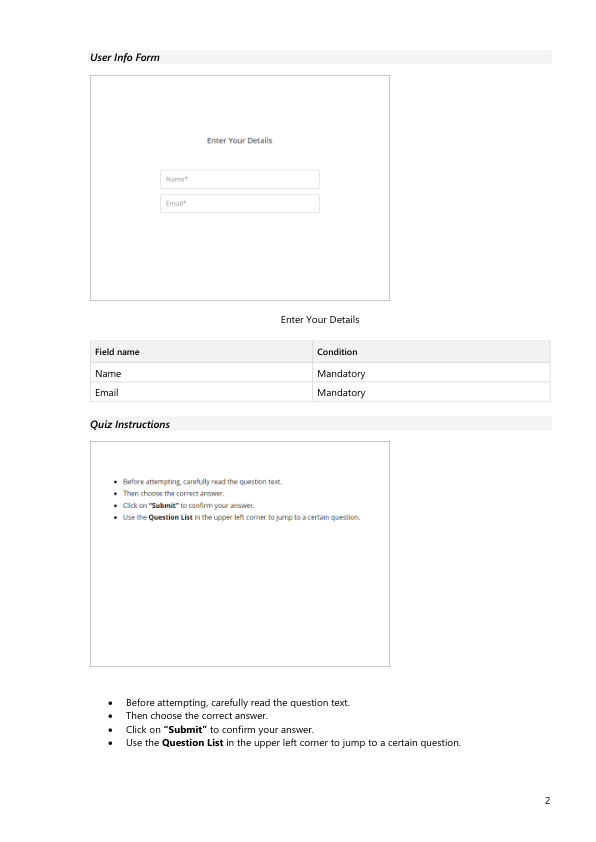 User Info Form
Enter Your Details
Name*
Email*
Enter Your Details
Field name Condition
Name Mandatory
Email Mandatory
Quiz Instructions
• Before attempting, carefully read the question text.
• Then choose the correct answer.
• Click on “Submit” to confirm your answer.
• Use the Question List in the upper left corner to jump to a certain question.
• Before attempting, carefully read the question text.
• Then choose the correct answer.
• Click on “Submit” to confirm your answer.
• Use the Question List in the upper left corner to jump to a certain question.
2